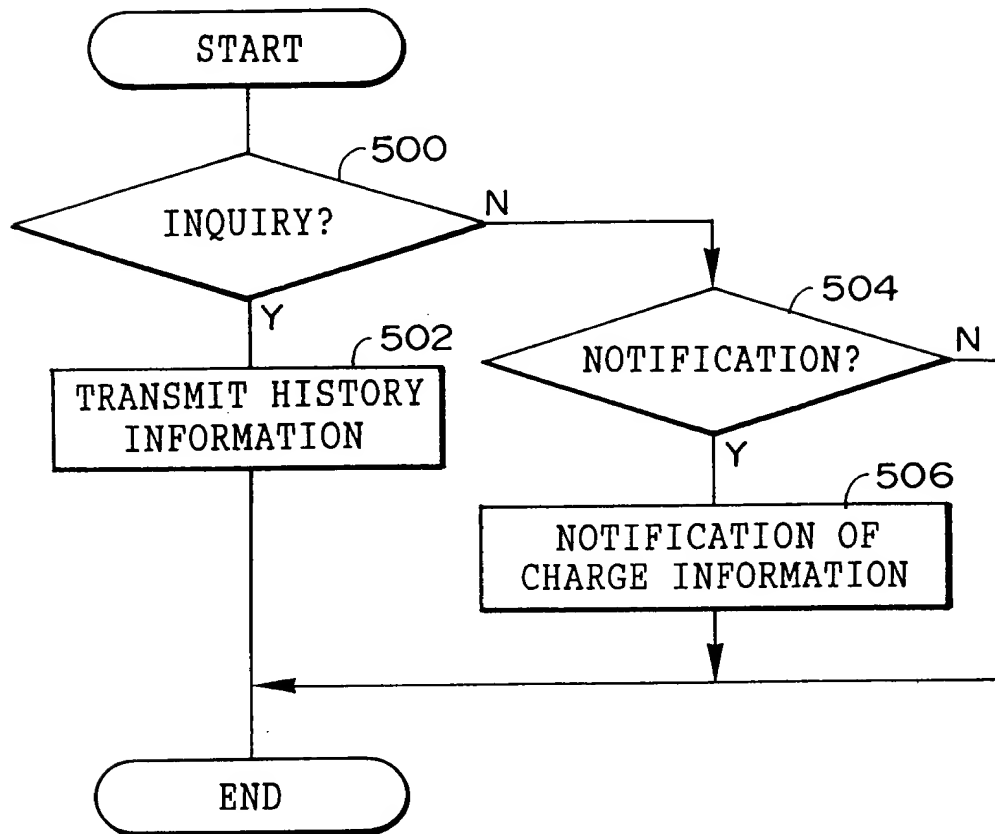 START
500
INQUIRY?
N
Y
504
NOTIFICATION?
N
Y
502
TRANSMIT HISTORY
INFORMATION
506
NOTIFICATION OF
CHARGE INFORMATION
END